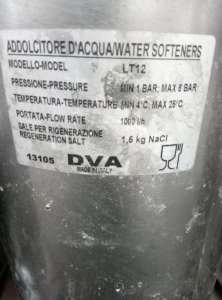 ADDOLCITORE D'ACQUA/WATER SOFTENERS
MODELLO-MODEL LT12
PRESSIONE-PRESSURE MIN 1 BAR, MAX 8 BAR
TEMPERATURA-TEMPERATURE MIN 4°C, MAX 25°C
PORTATA-FLOW RATE 1000 l/h
SALE PER RIGENERAZIONE
REGENERATION SALT 1,5 kg NaCl
13105 DVA
MADE IN ITALY